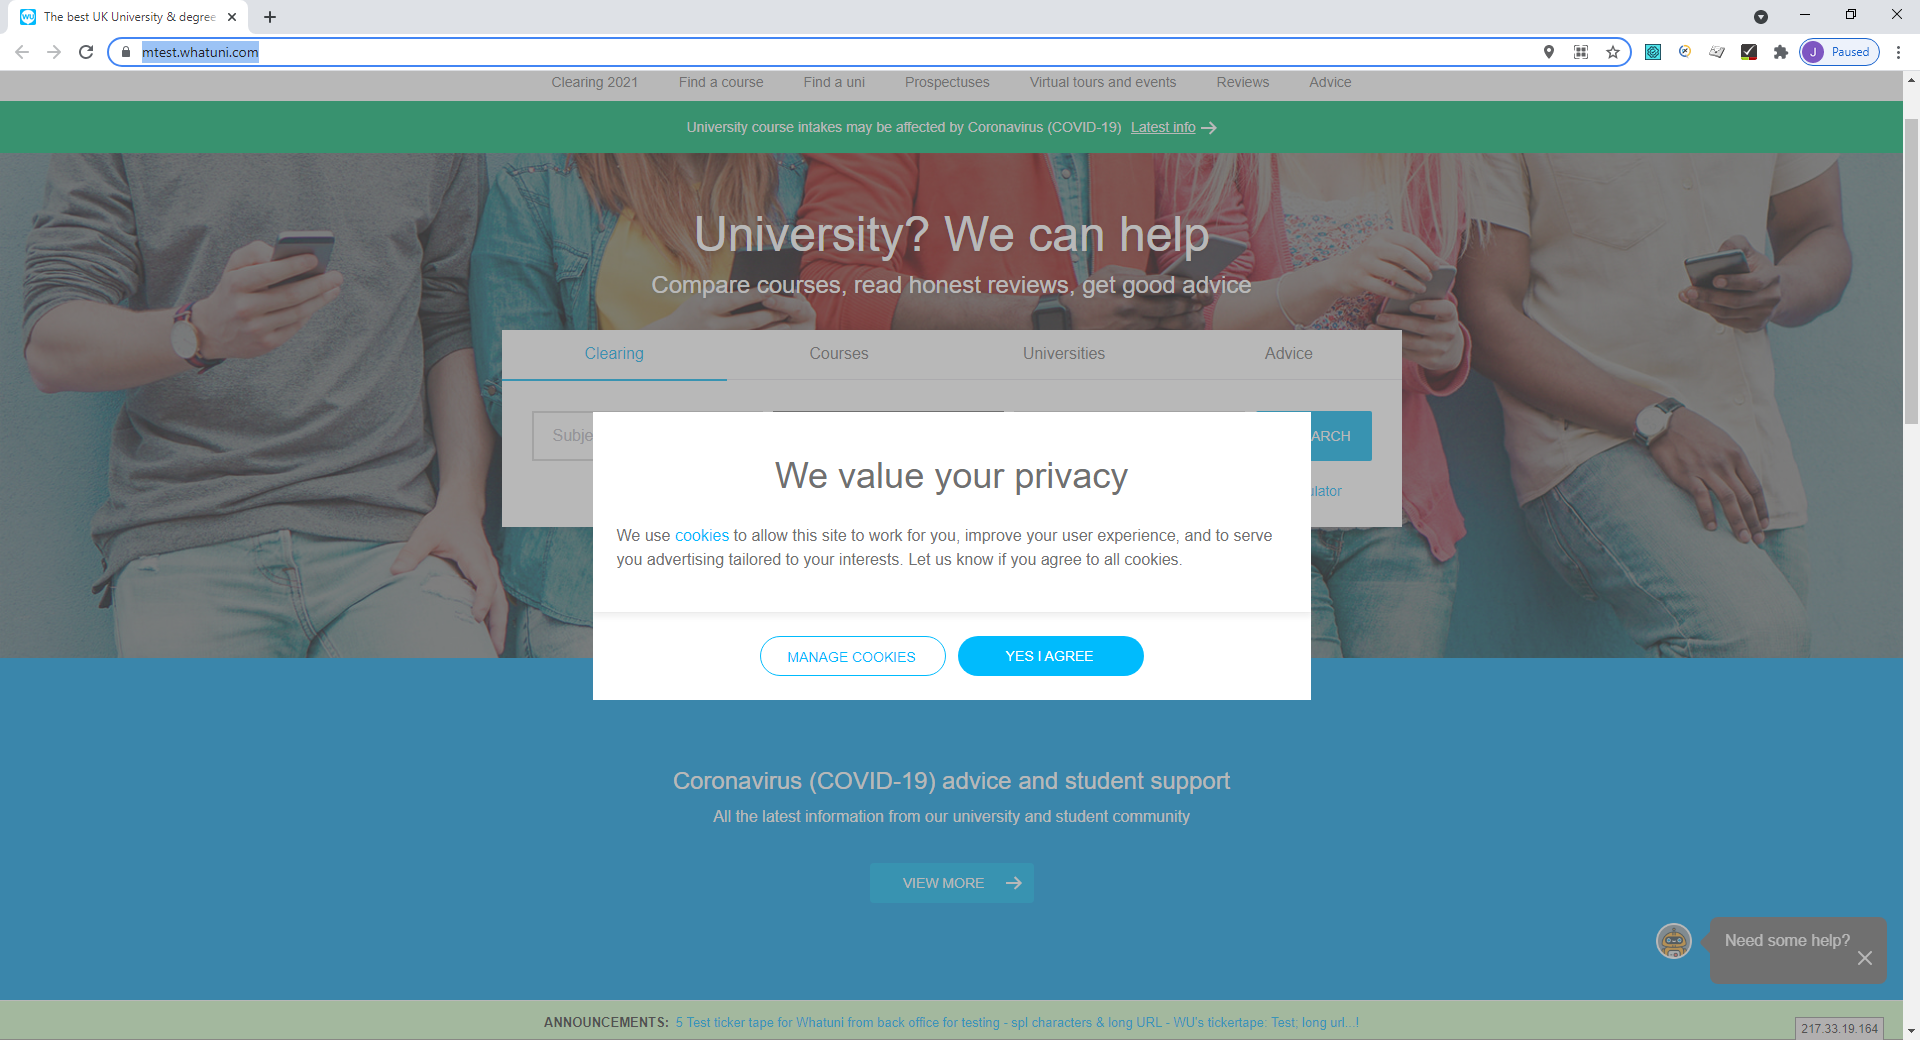 The best UK University & degree
mtest.whatuni.com
J Paused
Clearing 2021 Find a course Find a uni Prospectuses Virtual tours and events Reviews Advice
University course intakes may be affected by Coronavirus (COVID-19) Latest info
University? We can help
Compare courses, read honest reviews, get good advice
Clearing Courses Universities Advice
Subje ARCH
We value your privacy
ulator
We use cookies to allow this site to work for you, improve your user experience, and to serve
you advertising tailored to your interests. Let us know if you agree to all cookies.
MANAGE COOKIES YES I AGREE
Coronavirus (COVID-19) advice and student support
All the latest information from our university and student community
VIEW MORE
Need some help?
ANNOUNCEMENTS: 5 Test ticker tape for Whatuni from back office for testing - spl characters & long URL - WU's tickertape: Test; long url...!
217.33.19.164